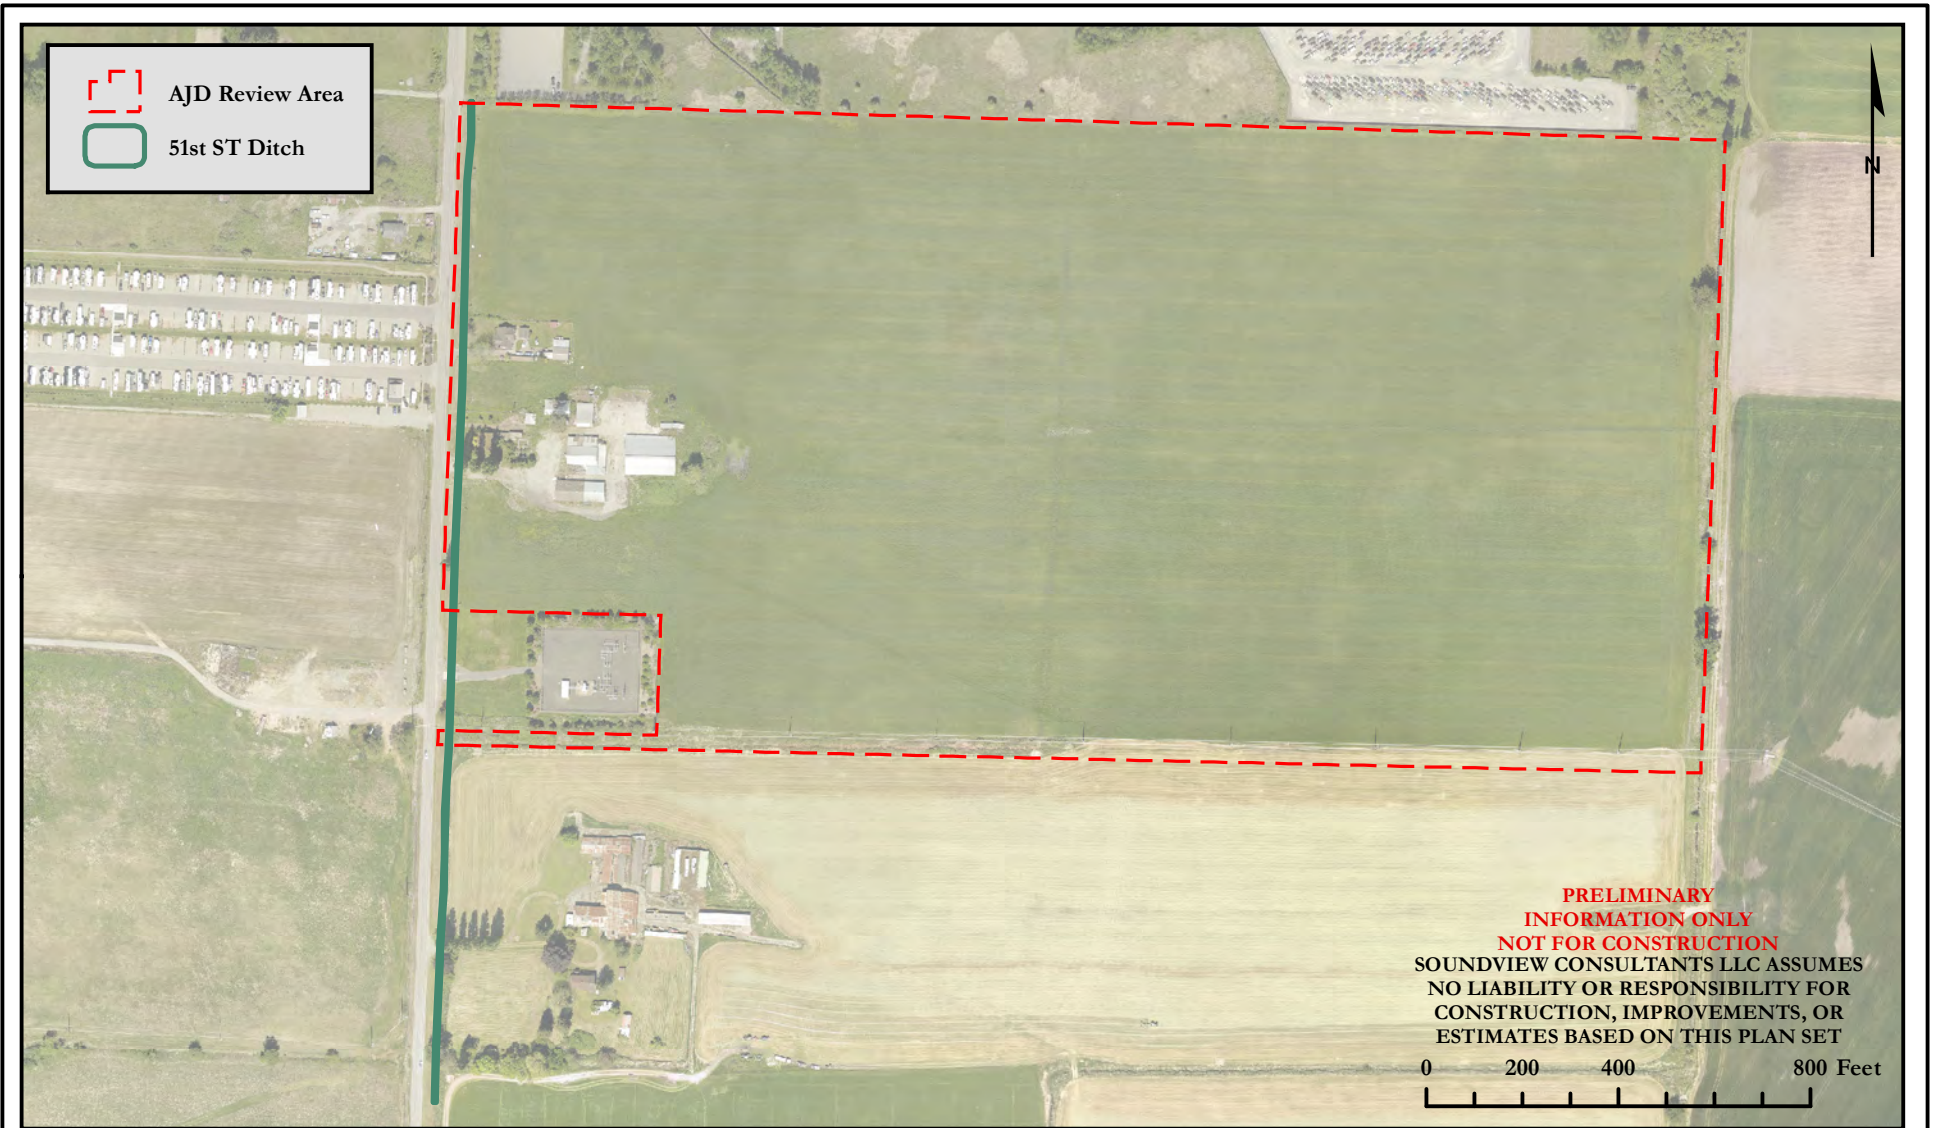 AJD Review Area
51st ST Ditch
N
PRELIMINARY
INFORMATION ONLY
NOT FOR CONSTRUCTION
SOUNDVIEW CONSULTANTS LLC ASSUMES
NO LIABILITY OR RESPONSIBILITY FOR
CONSTRUCTION, IMPROVEMENTS, OR
ESTIMATES BASED ON THIS PLAN SET
0 200 400 800 Feet